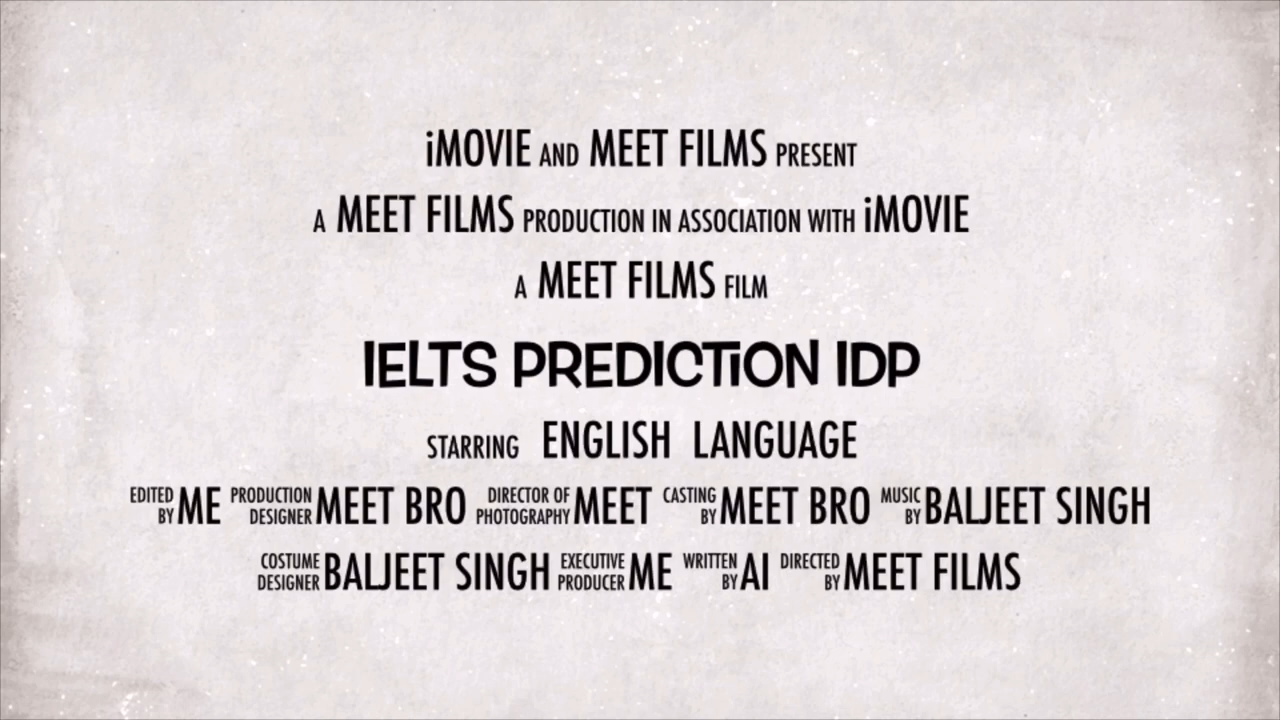 iMOVIE AND MEET FILMS PRESENT
A MEET FILMS PRODUCTION IN ASSOCIATION WITH iMOVIE
A MEET FILMS FILM
IELTS PREDICTION IDP
STARRING ENGLISH LANGUAGE
EDITED BY ME PRODUCTION DESIGNER MEET BRO DIRECTOR OF PHOTOGRAPHY MEET CASTING BY MEET BRO MUSIC BY BALJEET SINGH
COSTUME DESIGNER BALJEET SINGH EXECUTIVE PRODUCER ME WRITTEN BY AI DIRECTED BY MEET FILMS